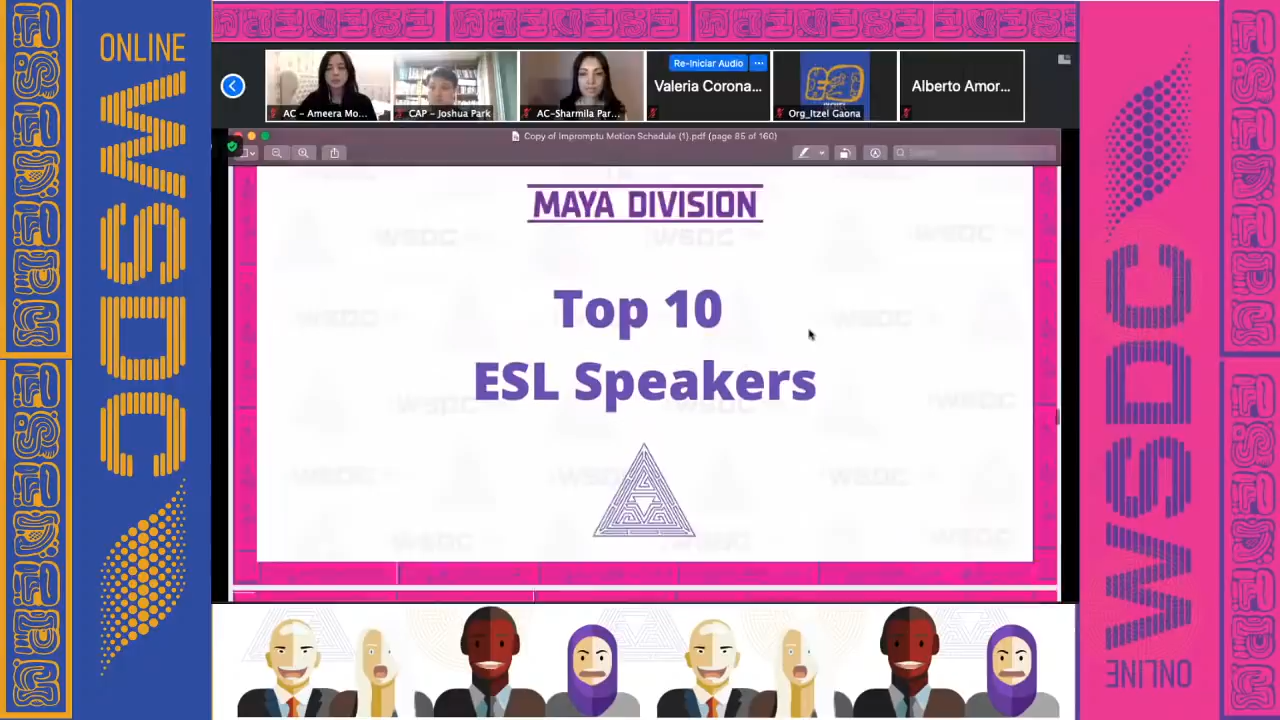 ONLINE
WSDC
Re-Iniciar Audio
...
AC - Ameera Mo...
CAP - Joshua Park
AC-Sharmila Par...
Valeria Corona...
Org_Itzel Gaona
Alberto Amor...
Copy of Impromptu Motion Schedule (1).pdf (page 85 of 160)
Search
MAYA DIVISION
Top 10
ESL Speakers
WSDC
ONLINE